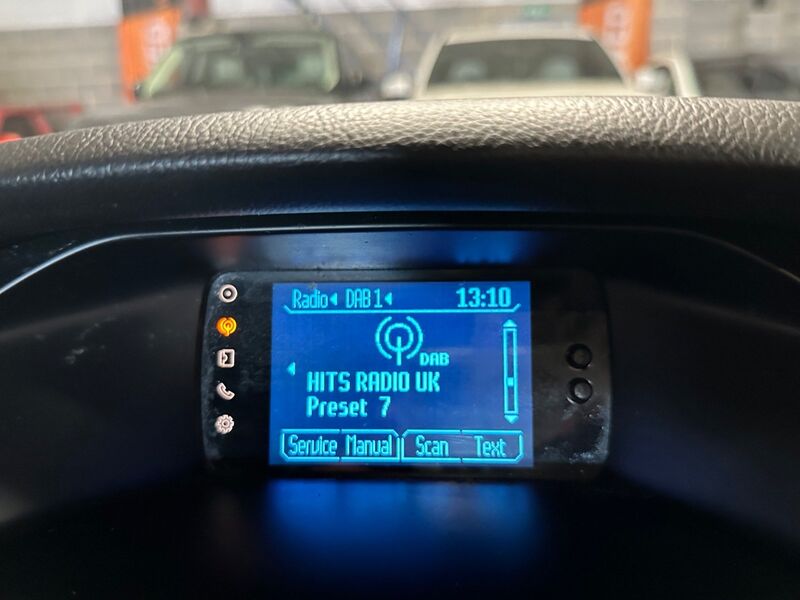 Radio DAB 1 13:10
DAB
HITS RADIO UK
Preset 7
Service Manual Scan Text